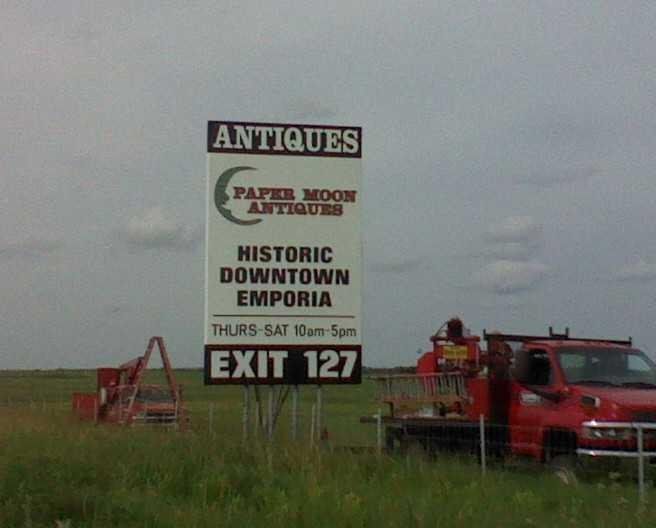 ANTIQUES
PAPER MOON
ANTIQUES
HISTORIC
DOWNTOWN
EMPORIA
THURS-SAT 10am-5pm
EXIT 127